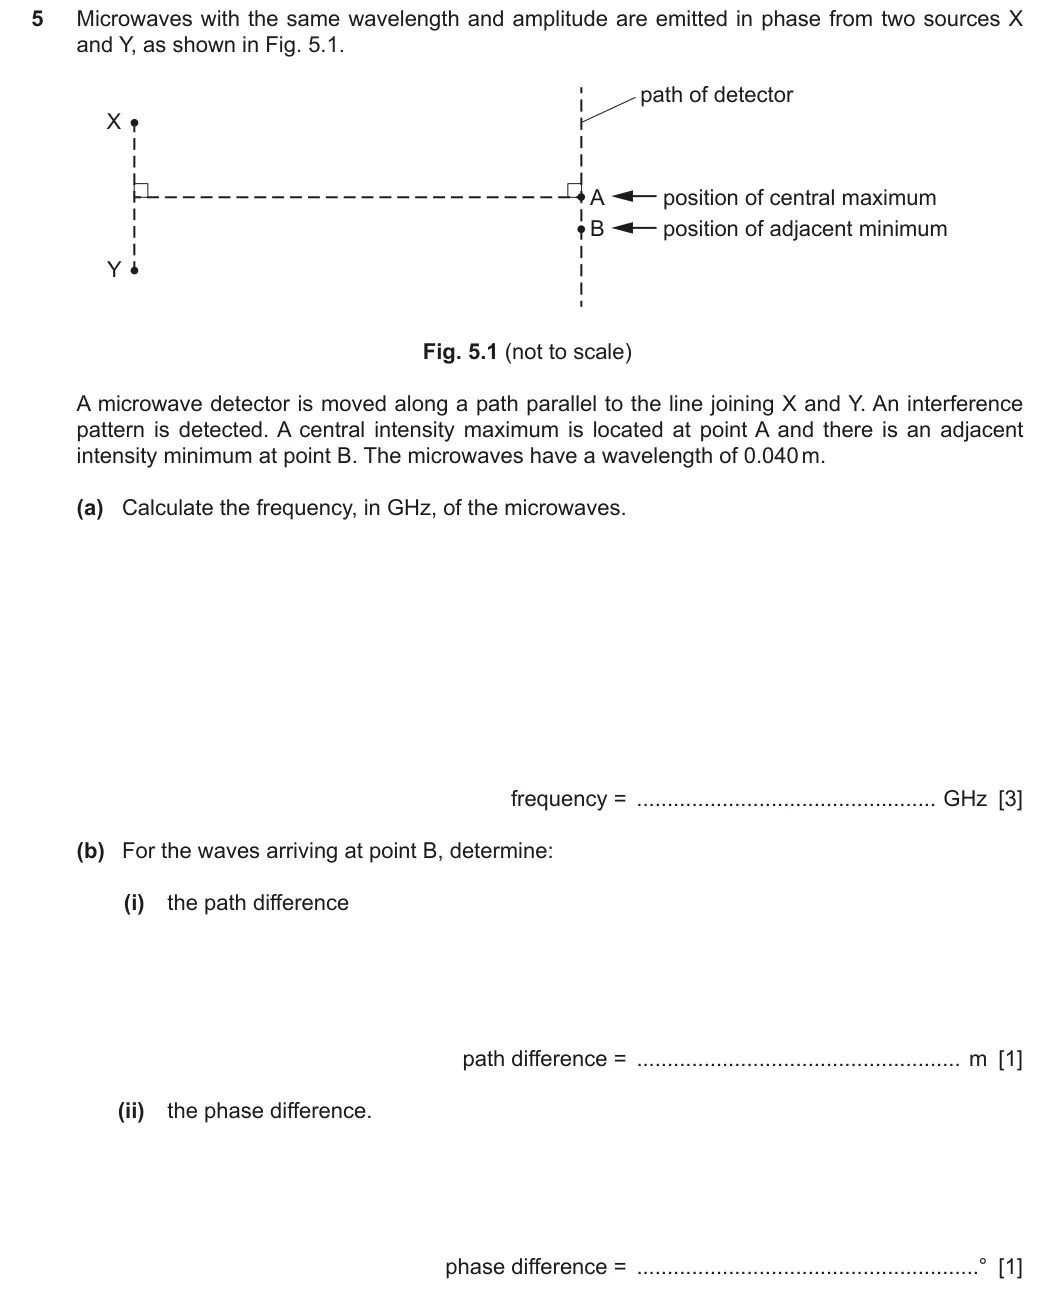 5 Microwaves with the same wavelength and amplitude are emitted in phase from two sources X
and Y, as shown in Fig. 5.1.
path of detector
X
A position of central maximum
B position of adjacent minimum
Y
Fig. 5.1 (not to scale)
A microwave detector is moved along a path parallel to the line joining X and Y. An interference
pattern is detected. A central intensity maximum is located at point A and there is an adjacent
intensity minimum at point B. The microwaves have a wavelength of 0.040 m.
(a) Calculate the frequency, in GHz, of the microwaves.
frequency = ................................................. GHz [3]
(b) For the waves arriving at point B, determine:
(i) the path difference
path difference = ..................................................... m [1]
(ii) the phase difference.
phase difference = ........................................................° [1]